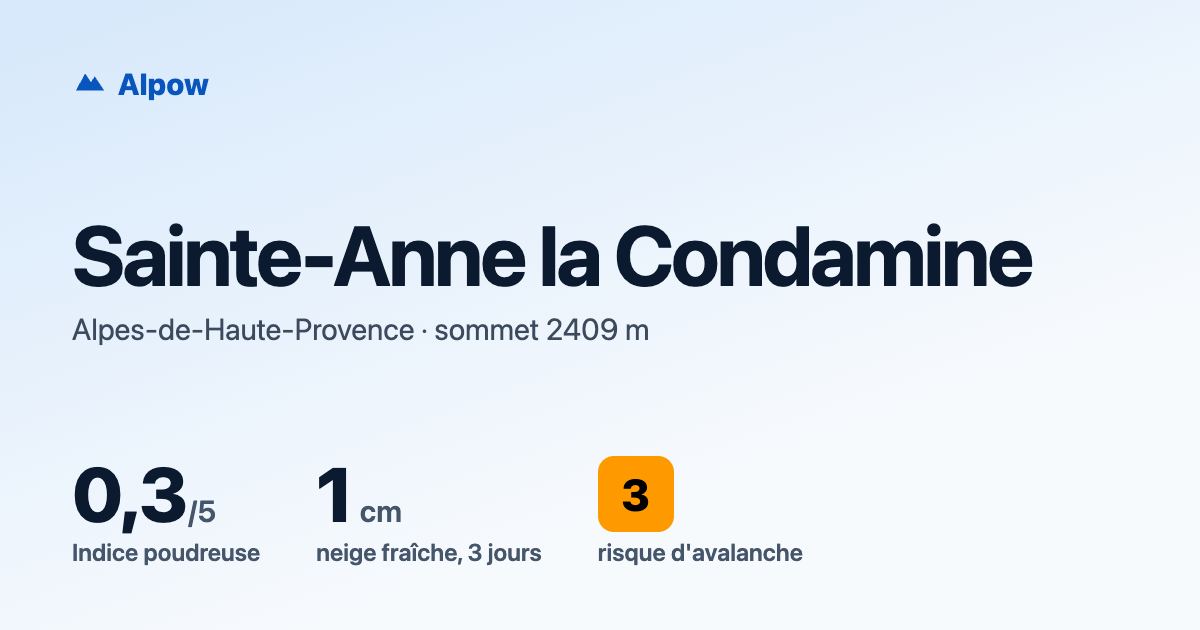 Alpow
Sainte-Anne la Condamine
Alpes-de-Haute-Provence · sommet 2409 m
0,3/5
Indice poudreuse
1 cm
neige fraîche, 3 jours
3
risque d'avalanche